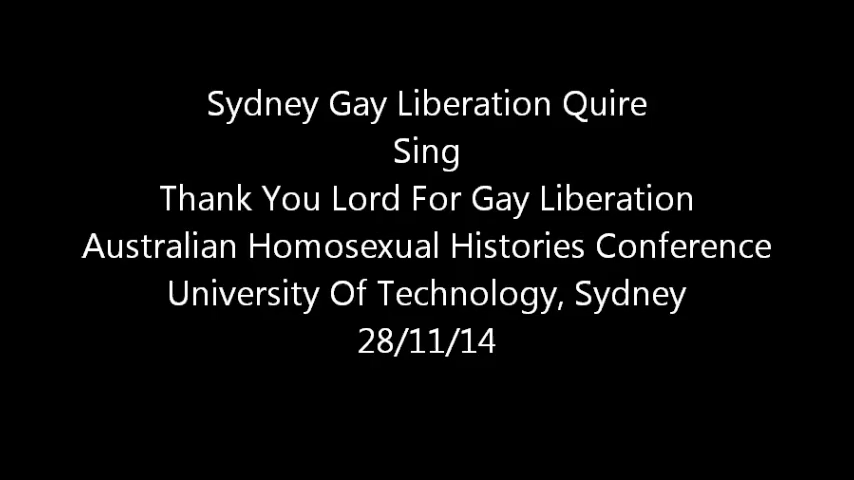 Sydney Gay Liberation Quire
Sing
Thank You Lord For Gay Liberation
Australian Homosexual Histories Conference
University Of Technology, Sydney
28/11/14